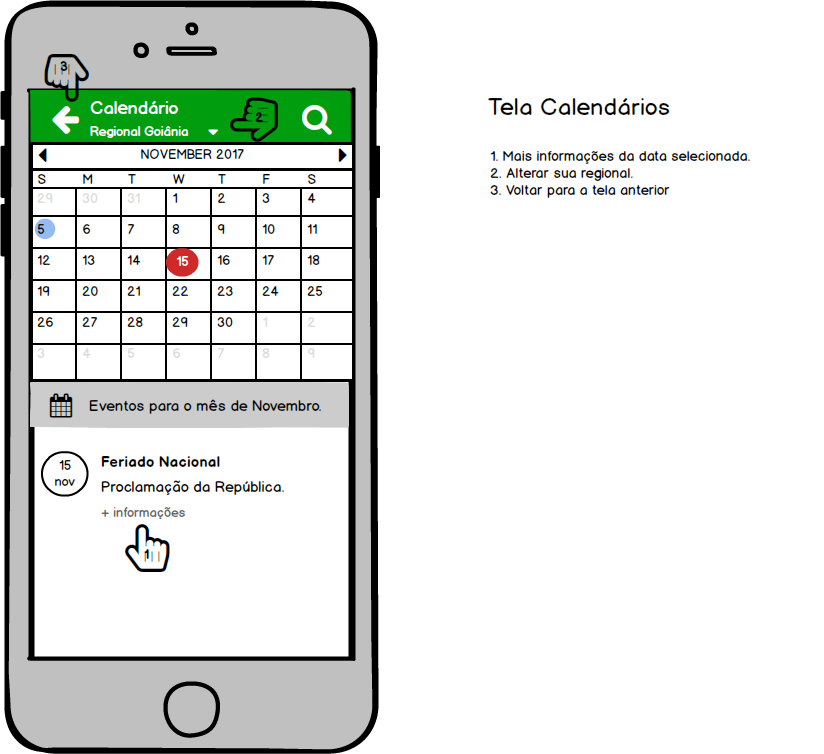 3
Calendário
Regional Goiânia
2
NOVEMBER 2017
S M T W T F S
29 30 31 1 2 3 4
5 6 7 8 9 10 11
12 13 14 15 16 17 18
19 20 21 22 23 24 25
26 27 28 29 30 1 2
3 4 5 6 7 8 9
Eventos para o mês de Novembro.
15
nov
Feriado Nacional
Proclamação da República.
+ informações
1
Tela Calendários
1. Mais informações da data selecionada.
2. Alterar sua regional.
3. Voltar para a tela anterior